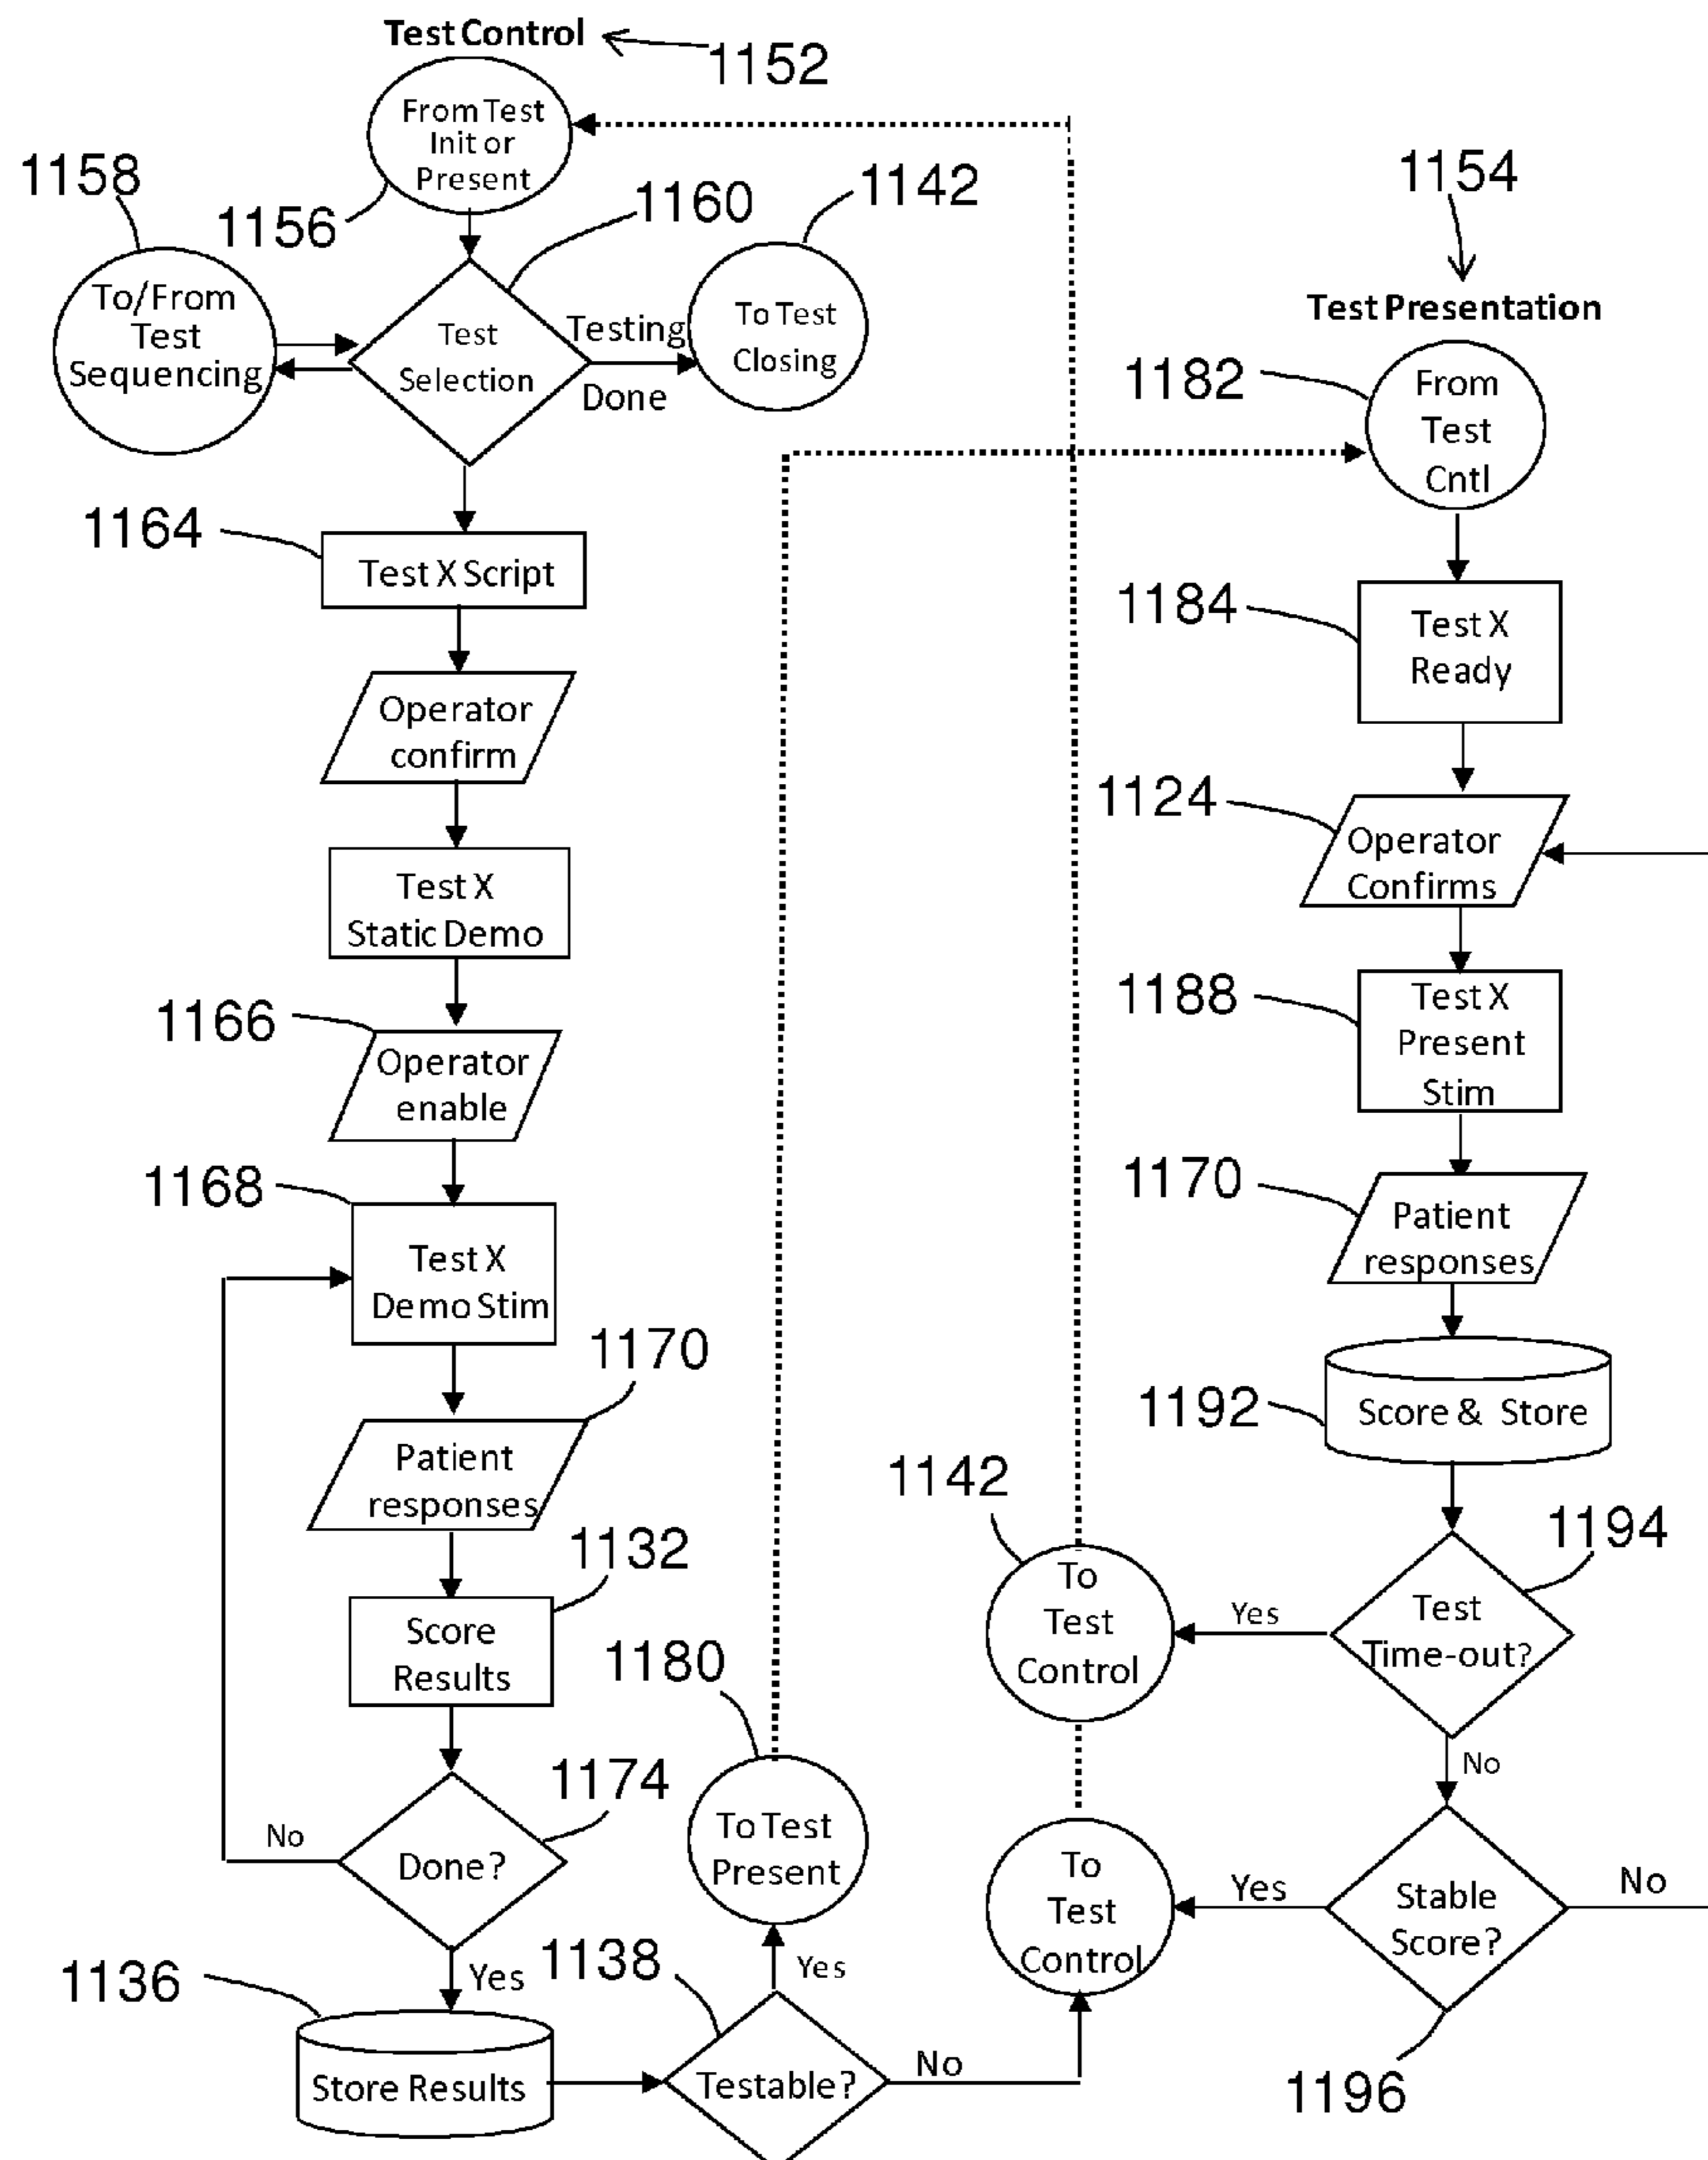 Test Control
1152
From Test
Init or
Present
1156
1158
To/From
Test
Sequencing
1160
Test
Selection
Testing
Done
1142
To Test
Closing
1164
Test X Script
Operator
confirm
Test X
Static Demo
1166
Operator
enable
1168
Test X
Demo Stim
1170
Patient
responses
1132
Score
Results
1174
Done?
No
Yes
1136
Store Results
1138
Testable?
Yes
No
1180
To Test
Present
1154
Test Presentation
1182
From
Test
Cntl
1184
Test X
Ready
1124
Operator
Confirms
1188
Test X
Present
Stim
1170
Patient
responses
1192
Score & Store
1194
Test
Time-out?
Yes
No
1142
To
Test
Control
Stable
Score?
Yes
No
1196
To
Test
Control